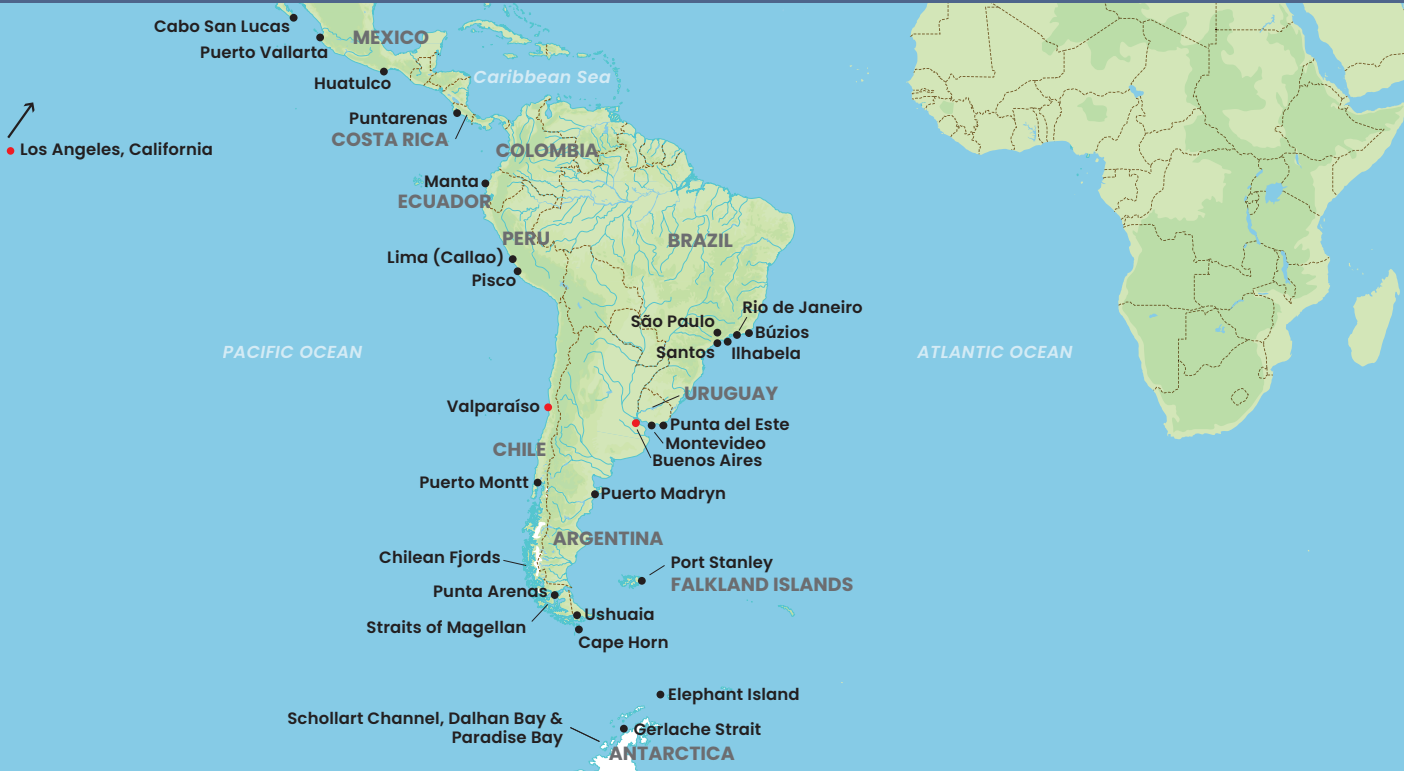 Cabo San Lucas
MEXICO
Puerto Vallarta
Huatulco
Caribbean Sea
Puntarenas
COSTA RICA
Los Angeles, California
COLOMBIA
Manta
ECUADOR
PERU
BRAZIL
Lima (Callao)
Pisco
Rio de Janeiro
São Paulo
Búzios
Santos
Ilhabela
PACIFIC OCEAN
ATLANTIC OCEAN
URUGUAY
Valparaíso
Punta del Este
Montevideo
Buenos Aires
CHILE
Puerto Montt
Puerto Madryn
ARGENTINA
Chilean Fjords
Port Stanley
FALKLAND ISLANDS
Punta Arenas
Ushuaia
Straits of Magellan
Cape Horn
Elephant Island
Schollart Channel, Dalhan Bay &
Paradise Bay
Gerlache Strait
ANTARCTICA